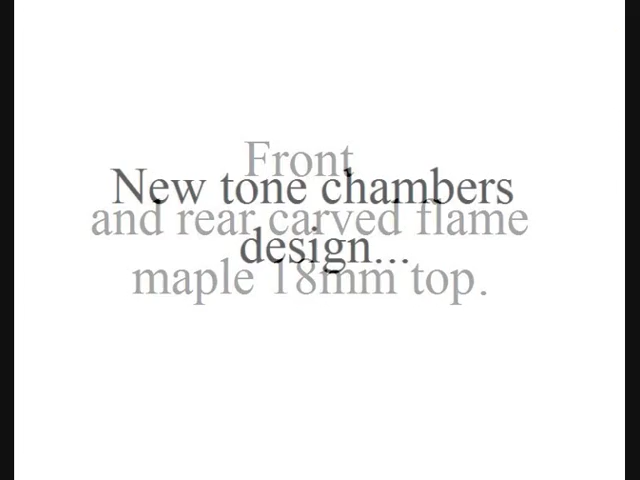 Front
New tone chambers
and rear carved flame
design...
maple 18mm top.